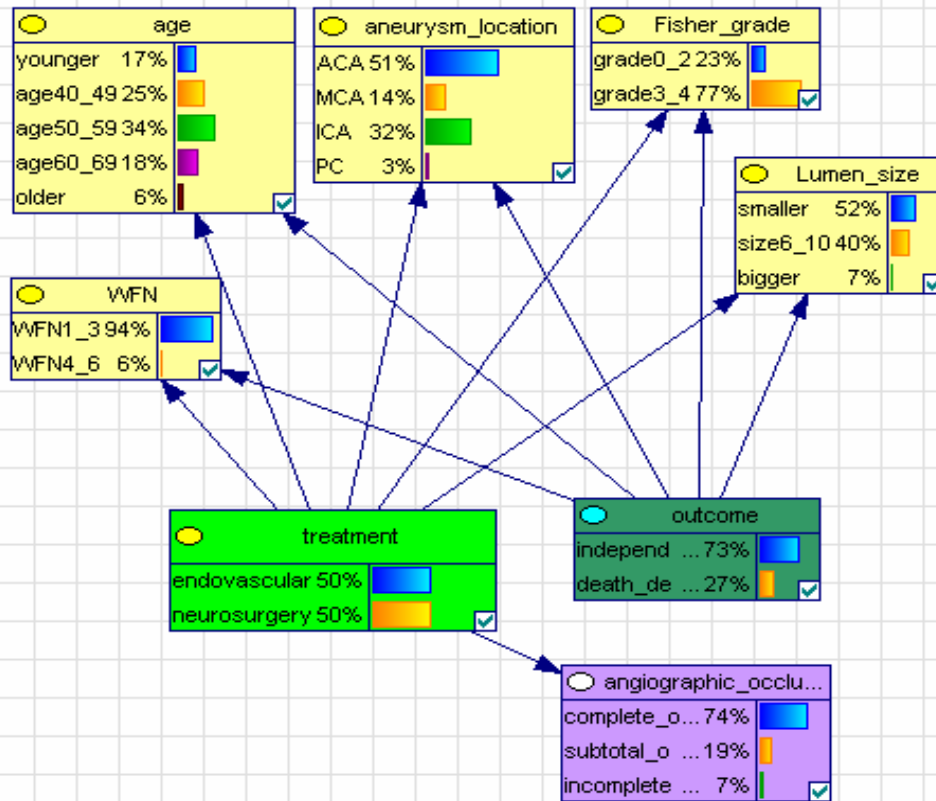 age
younger 17%
age40_49 25%
age50_59 34%
age60_69 18%
older 6%
aneurysm_location
ACA 51%
MCA 14%
ICA 32%
PC 3%
Fisher_grade
grade0_2 23%
grade3_4 77%
Lumen_size
smaller 52%
size6_10 40%
bigger 7%
WFN
WFN1_3 94%
WFN4_6 6%
treatment
endovascular 50%
neurosurgery 50%
outcome
independ ... 73%
death_de ... 27%
angiographic_occlu...
complete_o... 74%
subtotal_o ... 19%
incomplete ... 7%